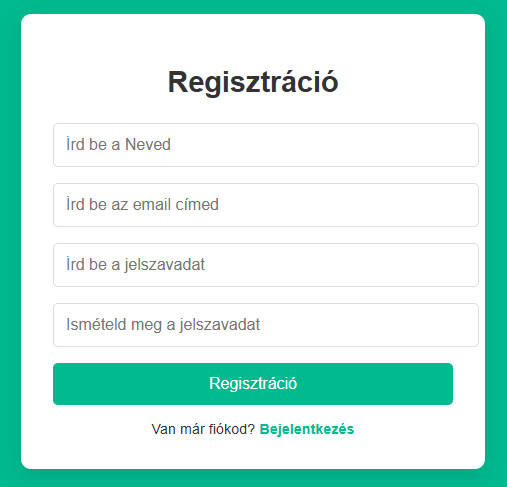 Regisztráció
Írd be a Neved
Írd be az email címed
Írd be a jelszavadat
Ismételd meg a jelszavadat
Regisztráció
Van már fiókod? Bejelentkezés